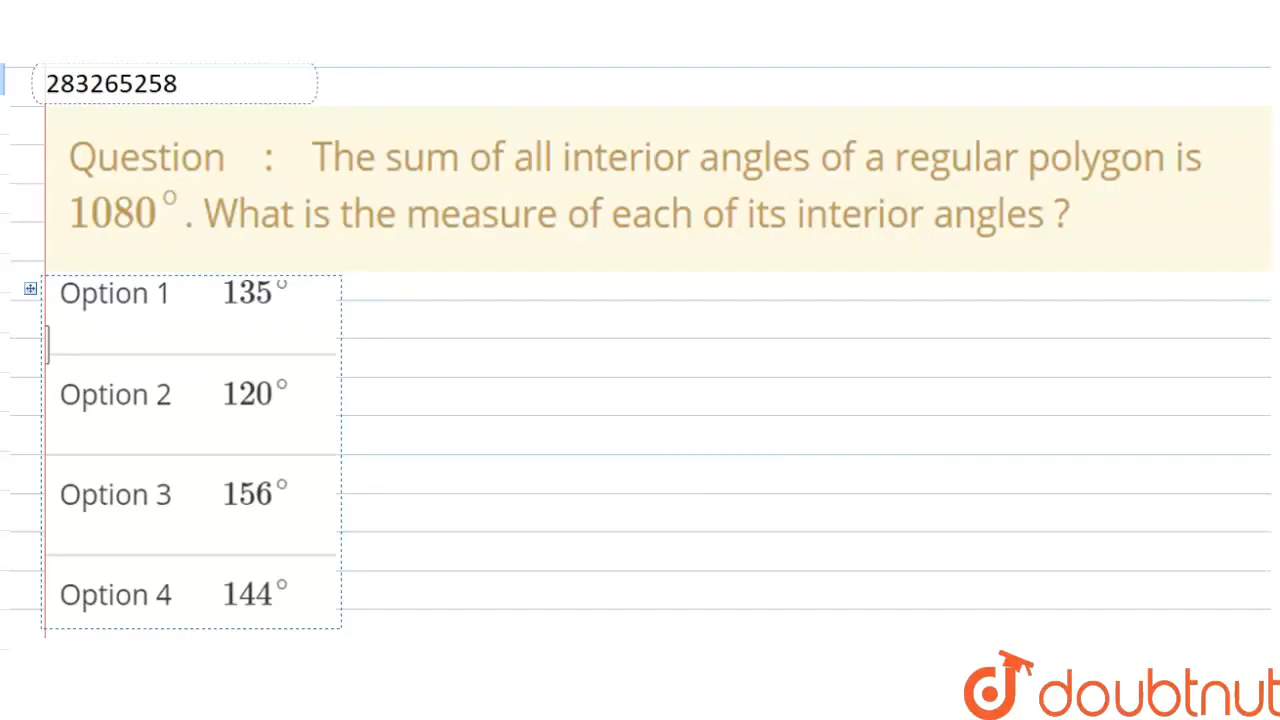 283265258
Question : The sum of all interior angles of a regular polygon is
1080°. What is the measure of each of its interior angles ?
Option 1 135°
Option 2 120°
Option 3 156°
Option 4 144°
doubtnut